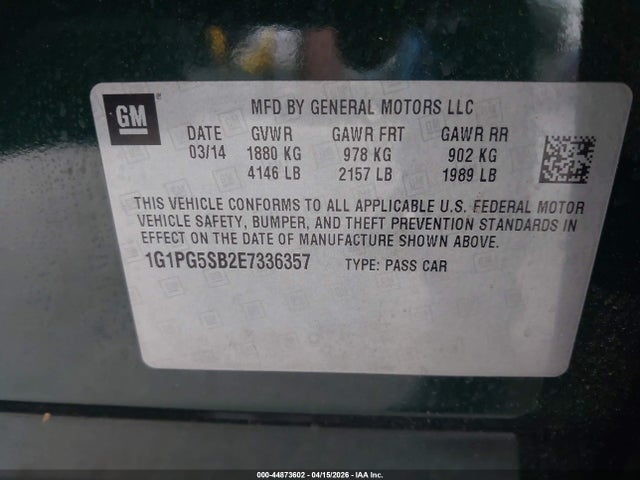 GM
MFD BY GENERAL MOTORS LLC
DATE GVWR GAWR FRT GAWR RR
03/14 1880 KG 978 KG 902 KG
4146 LB 2157 LB 1989 LB
THIS VEHICLE CONFORMS TO ALL APPLICABLE U.S. FEDERAL MOTOR
VEHICLE SAFETY, BUMPER, AND THEFT PREVENTION STANDARDS IN
EFFECT ON THE DATE OF MANUFACTURE SHOWN ABOVE.
1G1PG5SB2E7336357 TYPE: PASS CAR
000-44873602 - 04/15/2026 - IAA Inc.